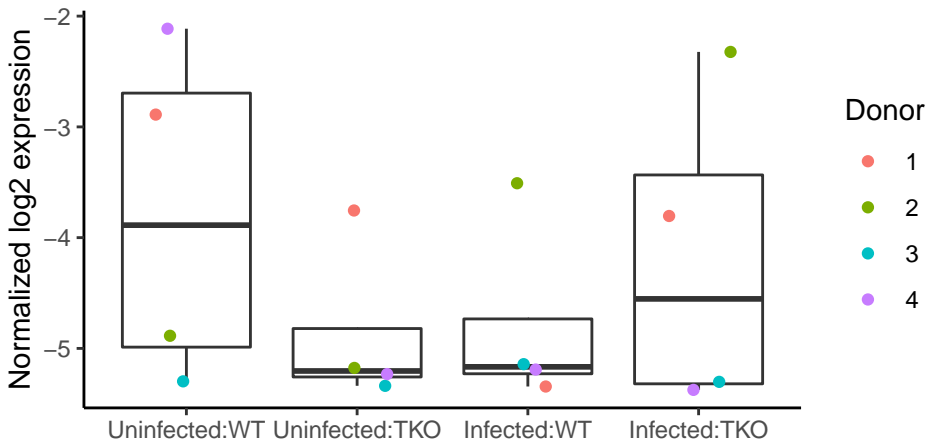 Normalized log2 expression
−2
−3
−4
−5
Uninfected:WT
Uninfected:TKO
Infected:WT
Infected:TKO
Donor
1
2
3
4